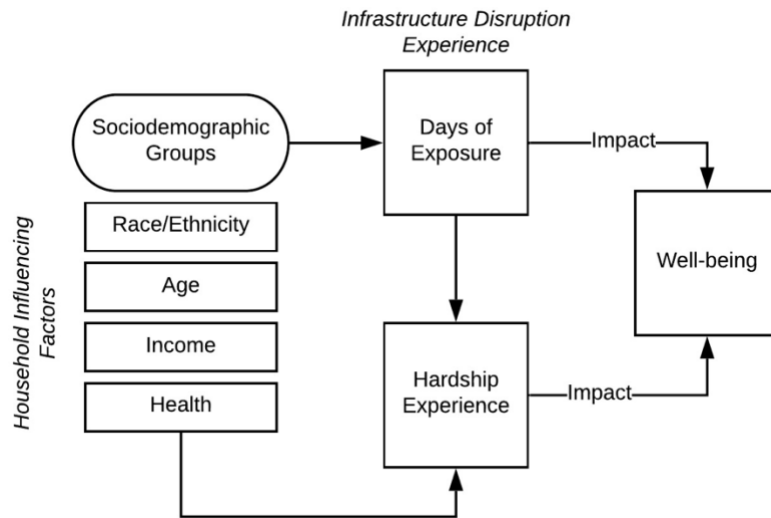 Infrastructure Disruption
Experience
Sociodemographic
Groups
Days of
Exposure
Impact
Race/Ethnicity
Age
Income
Health
Household Influencing
Factors
Well-being
Hardship
Experience
Impact